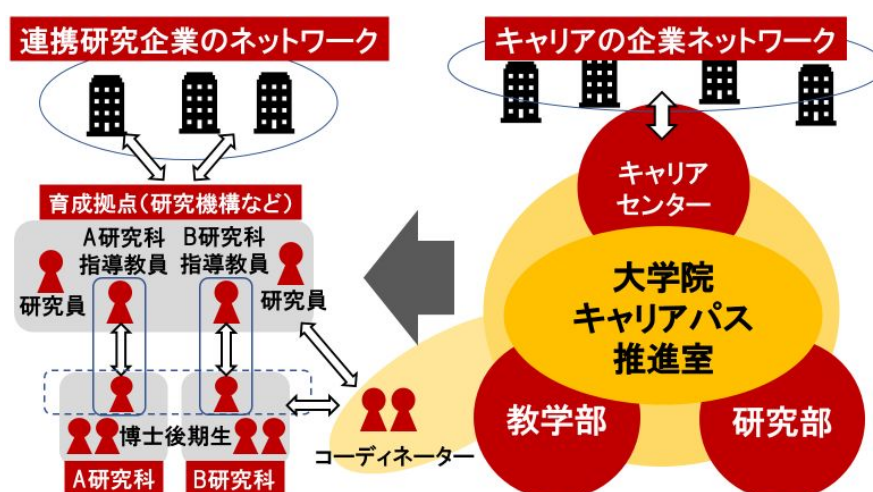 連携研究企業のネットワーク
キャリアの企業ネットワーク
育成拠点(研究機構など)
A研究科
指導教員
B研究科
指導教員
研究員
研究員
博士後期生
A研究科
B研究科
コーディネーター
キャリア
センター
大学院
キャリアパス
推進室
教学部
研究部